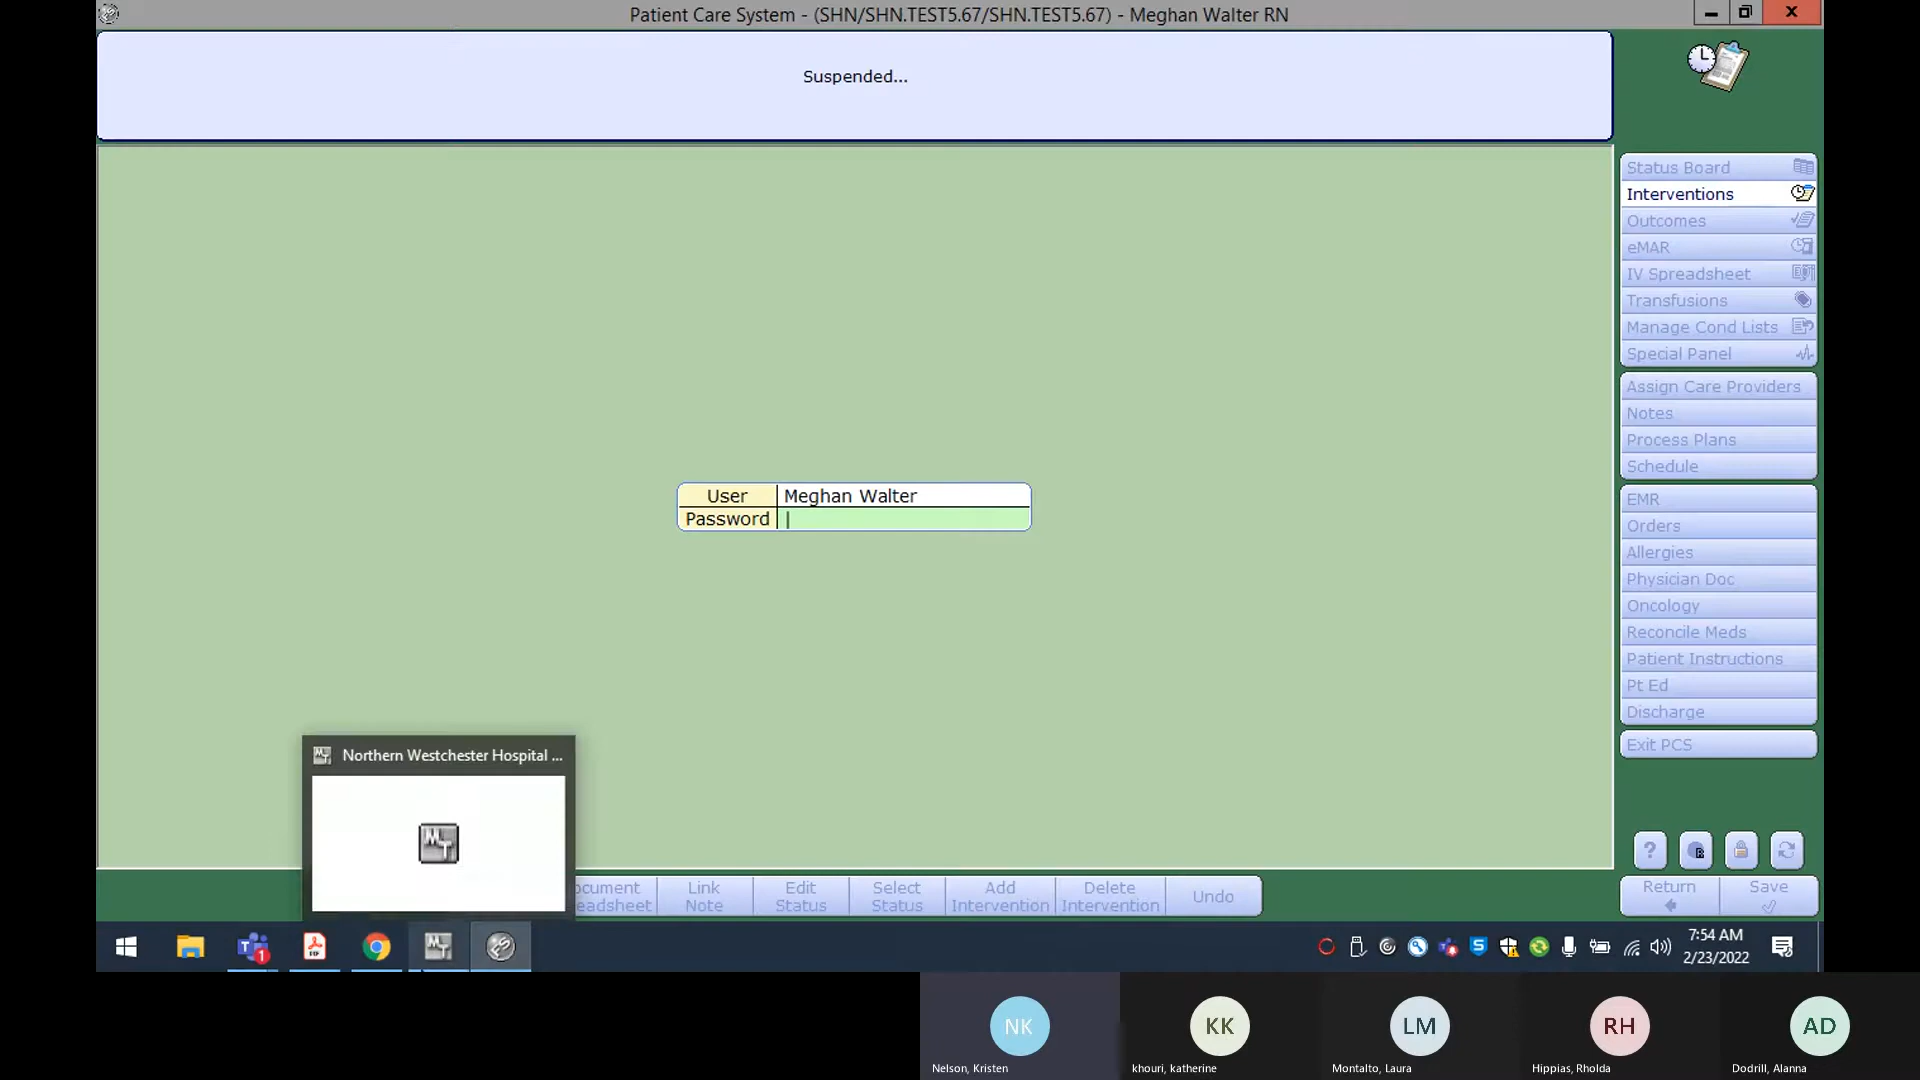 Patient Care System - (SHN/SHN.TEST5.67/SHN.TEST5.67) - Meghan Walter RN
Suspended...
Status Board
Interventions
Outcomes
eMAR
IV Spreadsheet
Transfusions
Manage Cond Lists
Special Panel
Assign Care Providers
Notes
Process Plans
Schedule
EMR
Orders
Allergies
Physician Doc
Oncology
Reconcile Meds
Patient Instructions
Pt Ed
Discharge
Exit PCS
User Meghan Walter
Password
Northern Westchester Hospital ...
MT
ocument
eadsheet
Link
Note
Edit
Status
Select
Status
Add
Intervention
Delete
Intervention
Undo
?
B
Return
Save
T 1
MT
S
7:54 AM
2/23/2022
NK
Nelson, Kristen
KK
khouri, katherine
LM
Montalto, Laura
RH
Hippias, Rholda
AD
Dodrill, Alanna